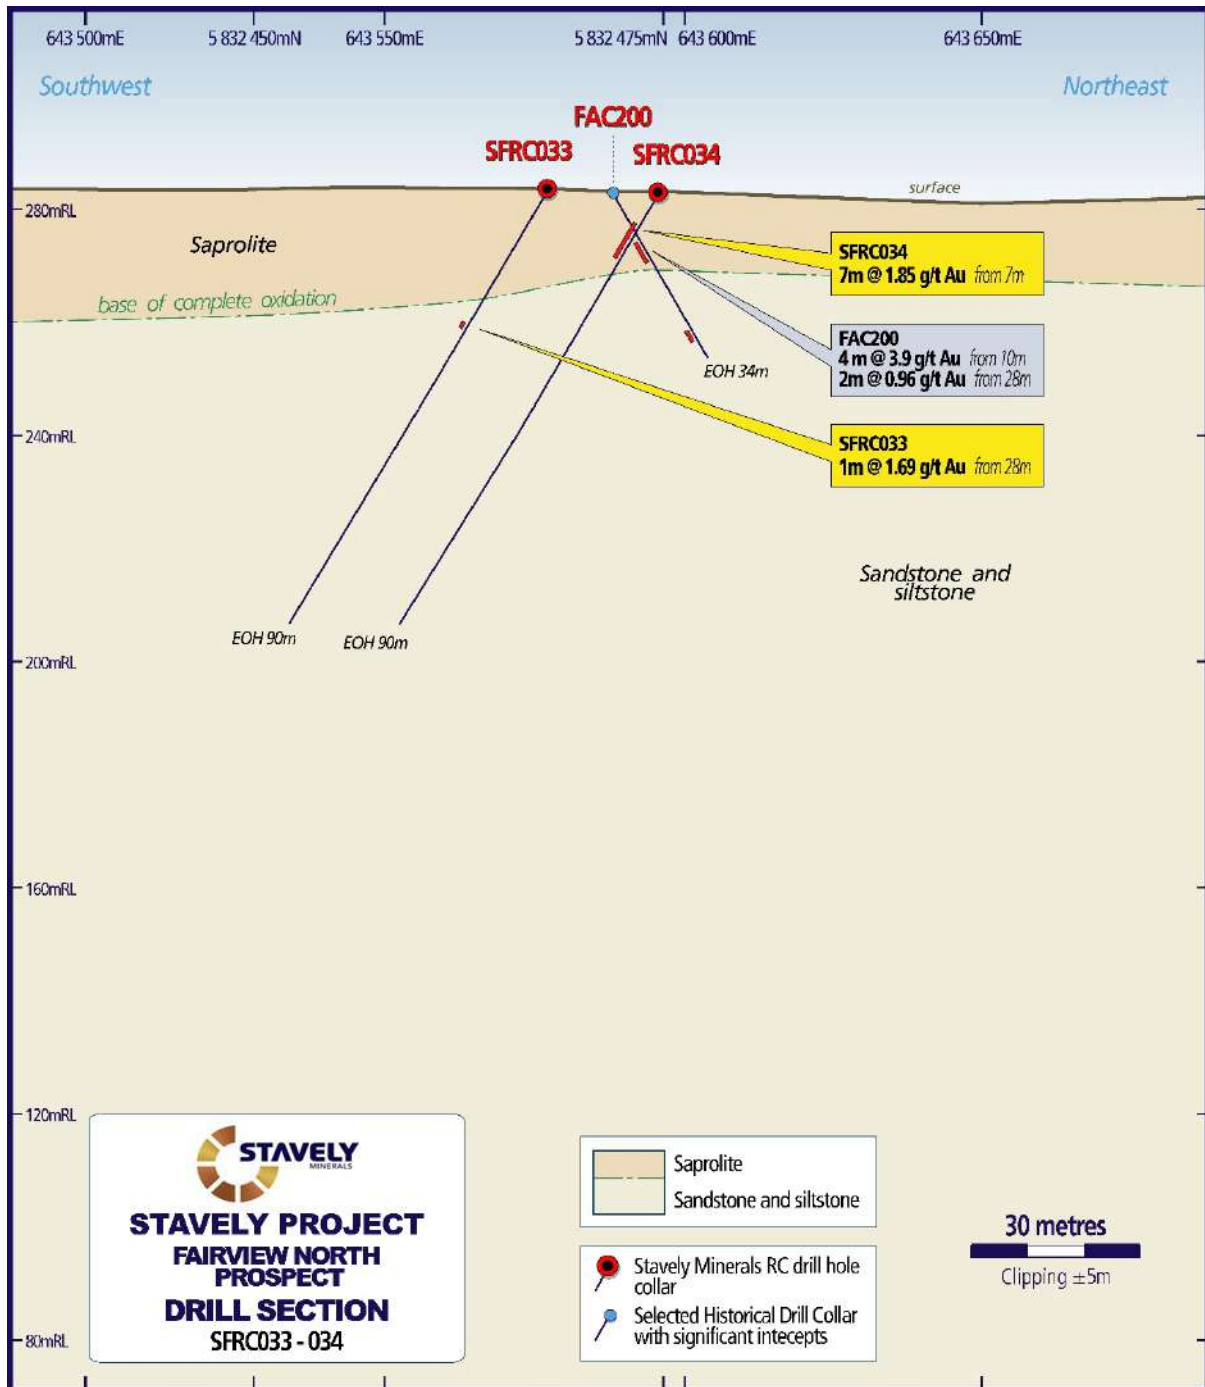 643 500mE 5 832 450mN 643 550mE 5 832 475mN 643 600mE 643 650mE
Southwest Northeast
FAC200
SFRC033 SFRC034
surface
280mRL
Saprolite
base of complete oxidation
SFRC034
7m @ 1.85 g/t Au from 7m
FAC200
4 m @ 3.9 g/t Au from 10m
2m @ 0.96 g/t Au from 28m
EOH 34m
240mRL
SFRC033
1m @ 1.69 g/t Au from 28m
Sandstone and
siltstone
EOH 90m EOH 90m
200mRL
160mRL
120mRL
STAVELY
MINERALS
STAVELY PROJECT
FAIRVIEW NORTH
PROSPECT
DRILL SECTION
SFRC033 - 034
Saprolite
Sandstone and siltstone
Stavely Minerals RC drill hole
collar
Selected Historical Drill Collar
with significant intecepts
30 metres
Clipping ±5m
80mRL